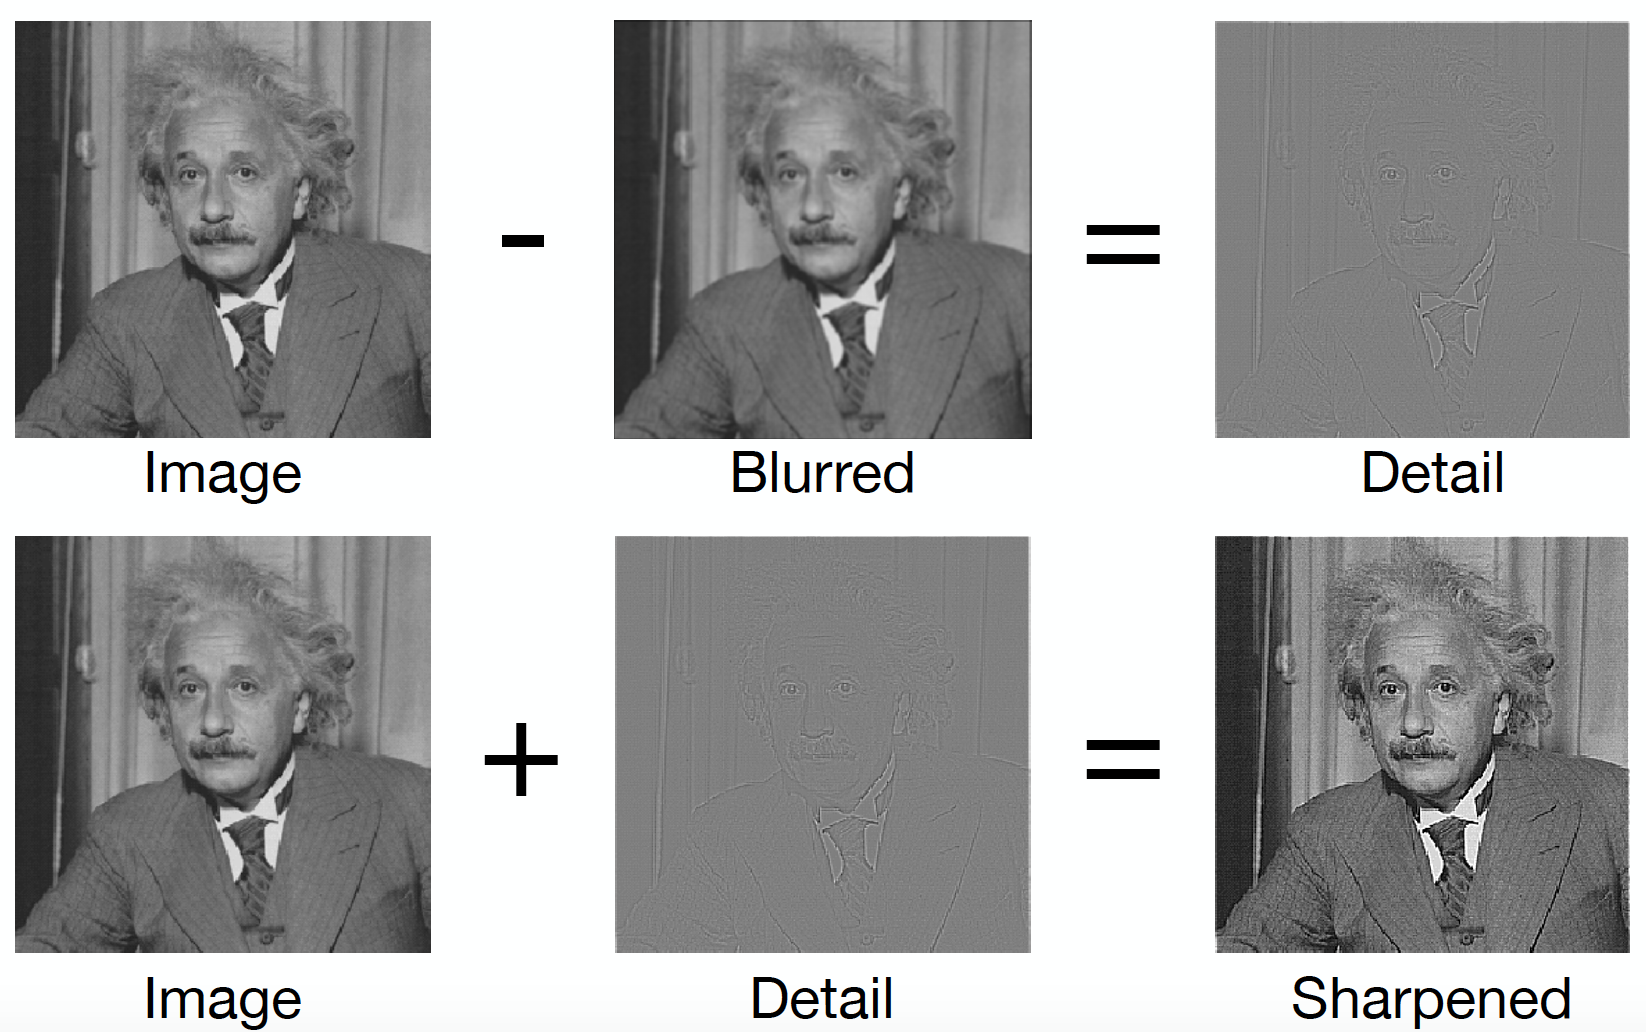 Image - Blurred = Detail
Image + Detail = Sharpened